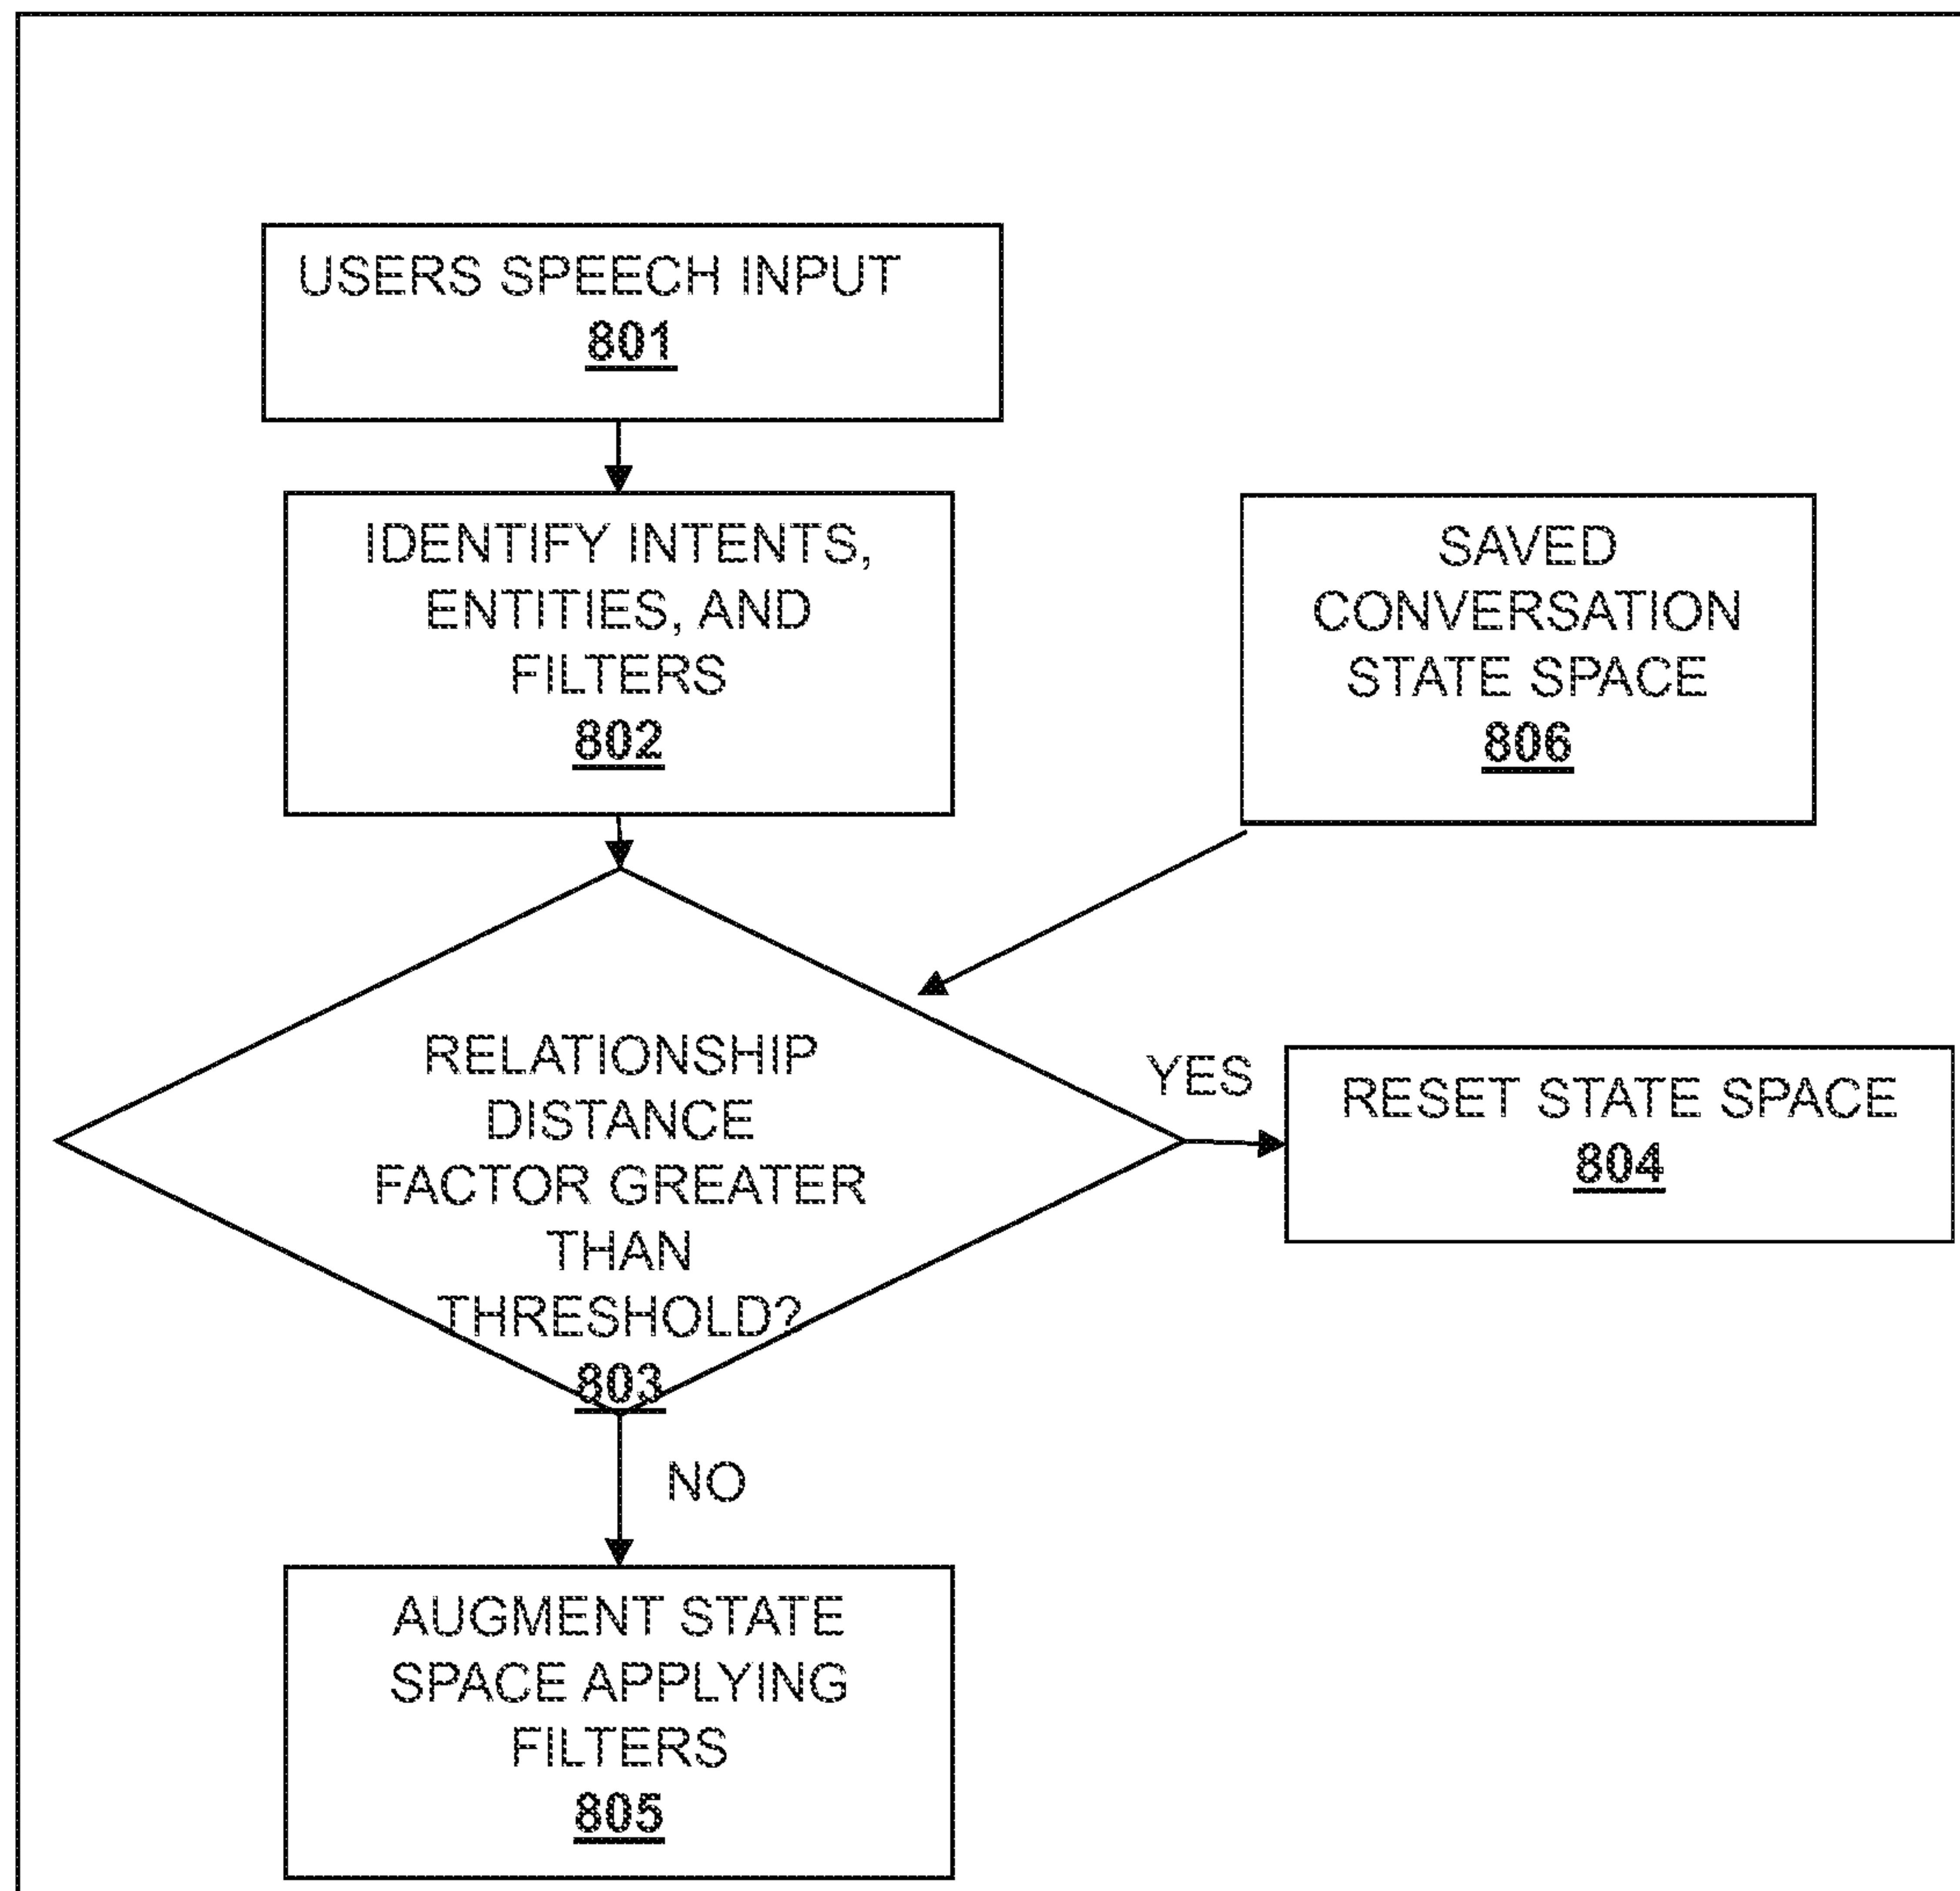 USERS SPEECH INPUT
801
IDENTIFY INTENTS,
ENTITIES, AND
FILTERS
802
SAVED
CONVERSATION
STATE SPACE
806
RELATIONSHIP
DISTANCE
FACTOR GREATER
THAN
THRESHOLD?
803
YES
RESET STATE SPACE
804
NO
AUGMENT STATE
SPACE APPLYING
FILTERS
805